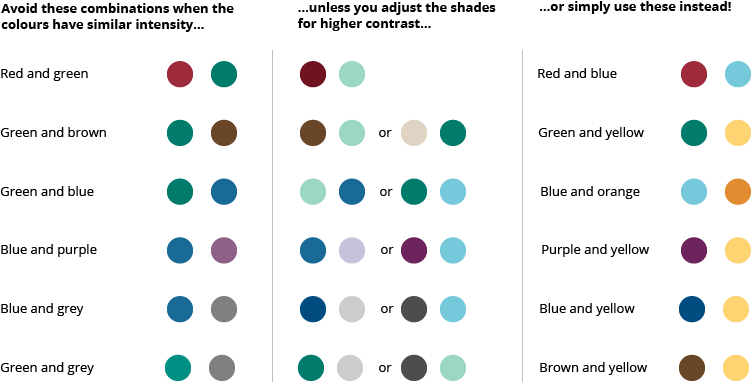 Avoid these combinations when the
colours have similar intensity...
...unless you adjust the shades
for higher contrast...
...or simply use these instead!
Red and green
Red and blue
Green and brown
or
Green and yellow
Green and blue
or
Blue and orange
Blue and purple
or
Purple and yellow
Blue and grey
or
Blue and yellow
Green and grey
or
Brown and yellow